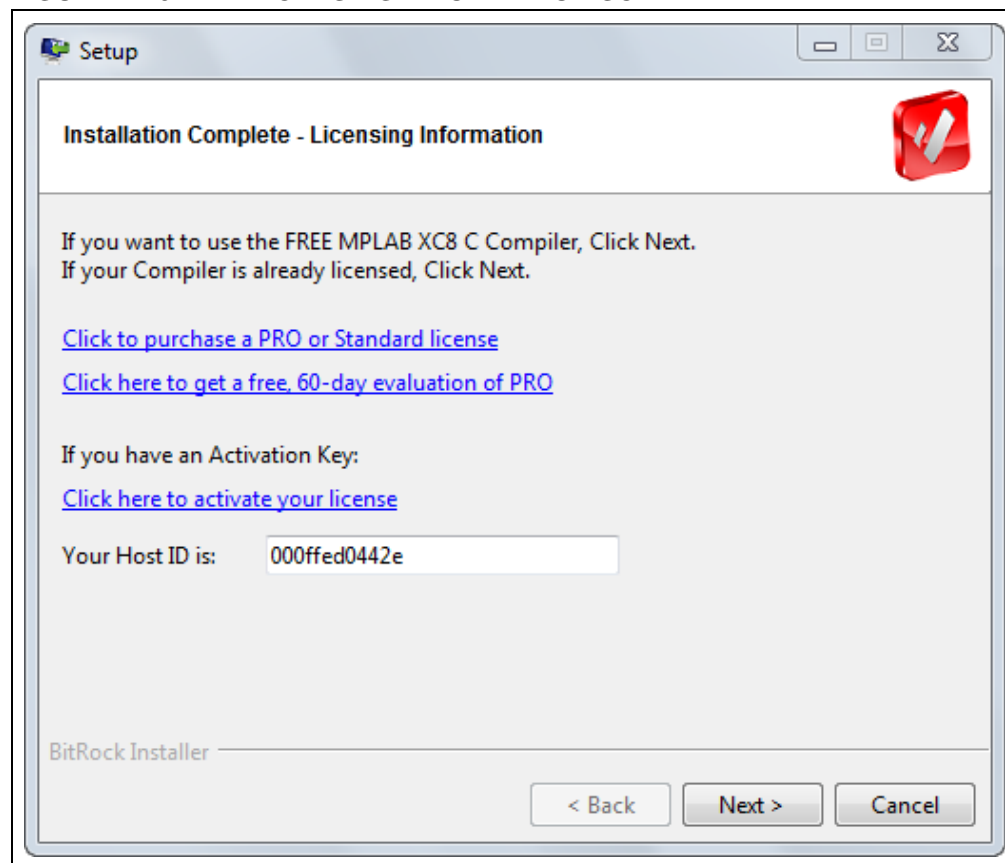 Setup
Installation Complete - Licensing Information
If you want to use the FREE MPLAB XC8 C Compiler, Click Next.
If your Compiler is already licensed, Click Next.
Click to purchase a PRO or Standard license
Click here to get a free, 60-day evaluation of PRO
If you have an Activation Key:
Click here to activate your license
Your Host ID is: 000ffed0442e
BitRock Installer
< Back Next > Cancel